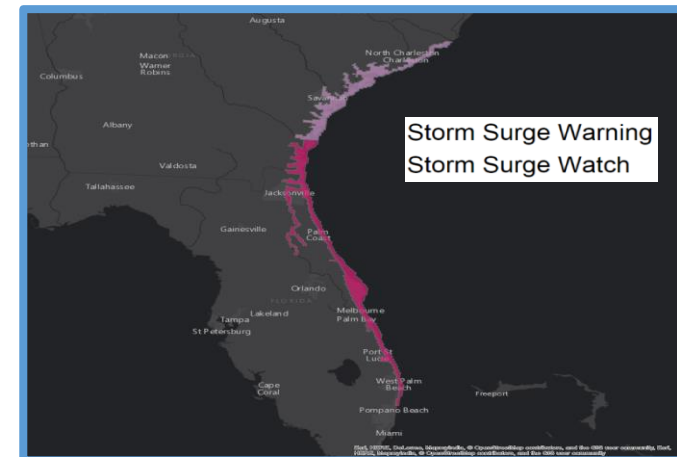 Augusta
Macon GEORGIA
Warner
Robins
Columbus
North Charleston
Charleston
Albany
than
Valdosta
Tallahassee
Jacksonville
Gainesville
Palm
Coast
Orlando
FLORIDA
Lakeland
Tampa
St Petersburg
Melbourne
Palm Bay
Port St
Lucie
Cape
Coral
West Palm
Beach
Freeport
Pompano Beach
Miami
Storm Surge Warning
Storm Surge Watch